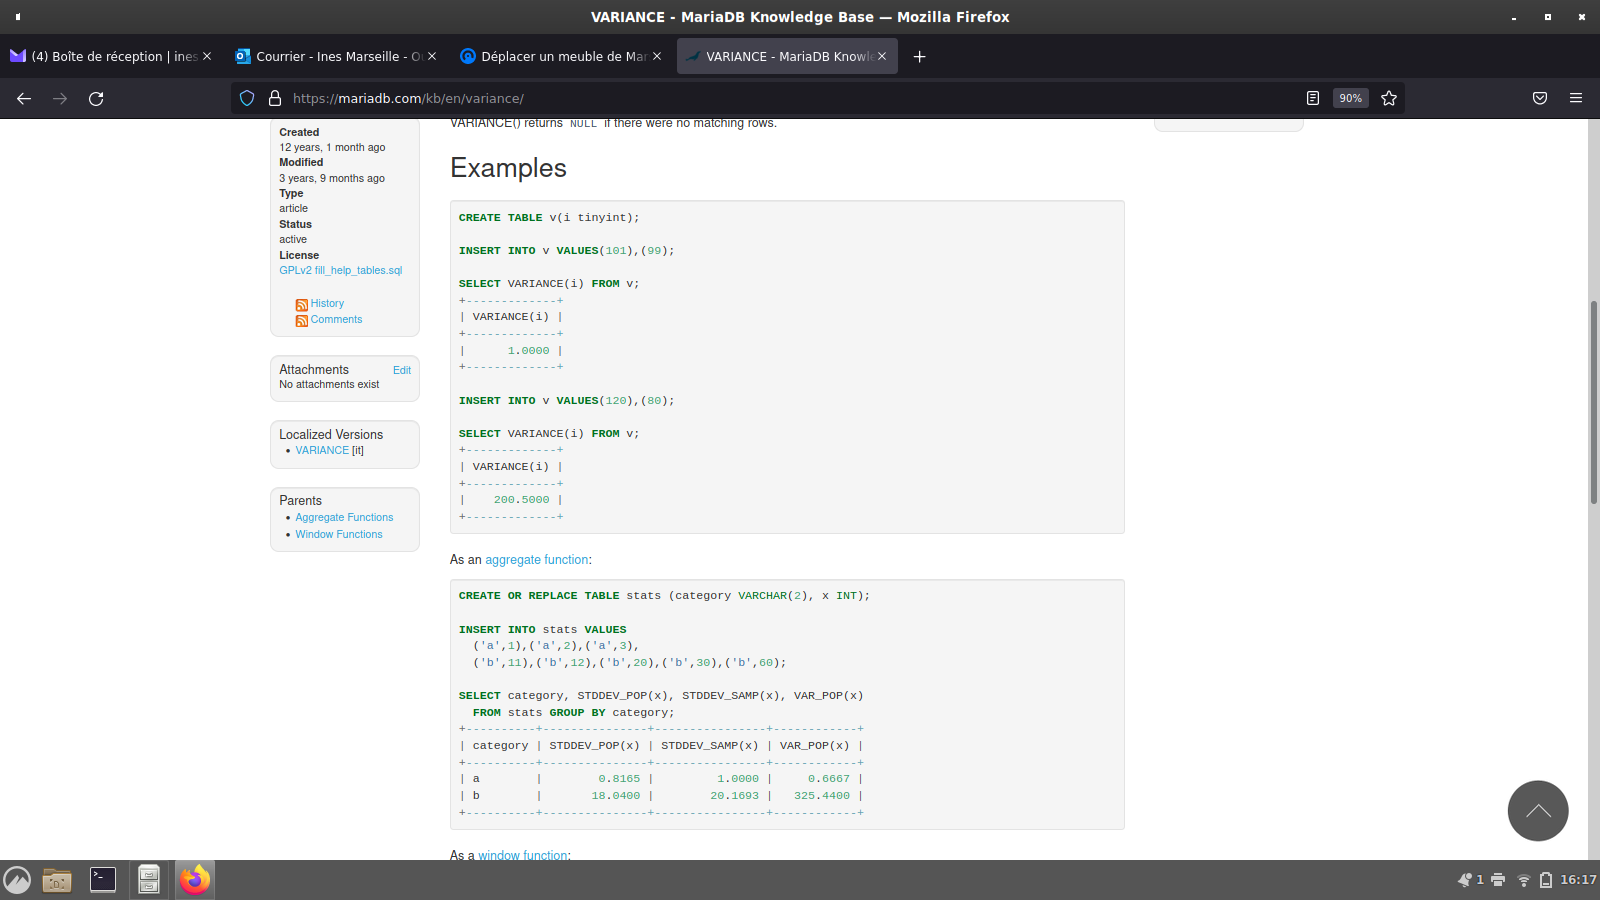 VARIANCE - MariaDB Knowledge Base — Mozilla Firefox
(4) Boîte de réception | ines
Courrier - Ines Marseille - O
Déplacer un meuble de Mar
VARIANCE - MariaDB Knowle
https://mariadb.com/kb/en/variance/
90%
Created
12 years, 1 month ago
Modified
3 years, 9 months ago
Type
article
Status
active
License
GPLv2 fill_help_tables.sql
History
Comments
Attachments Edit
No attachments exist
Localized Versions
• VARIANCE [it]
Parents
• Aggregate Functions
• Window Functions
VARIANCE() returns NULL if there were no matching rows.
Examples
CREATE TABLE v(i tinyint);
INSERT INTO v VALUES(101),(99);
SELECT VARIANCE(i) FROM v;
+-------------+
| VARIANCE(i) |
+-------------+
|      1.0000 |
+-------------+
INSERT INTO v VALUES(120),(80);
SELECT VARIANCE(i) FROM v;
+-------------+
| VARIANCE(i) |
+-------------+
|    200.5000 |
+-------------+
As an aggregate function:
CREATE OR REPLACE TABLE stats (category VARCHAR(2), x INT);
INSERT INTO stats VALUES
  ('a',1),('a',2),('a',3),
  ('b',11),('b',12),('b',20),('b',30),('b',60);
SELECT category, STDDEV_POP(x), STDDEV_SAMP(x), VAR_POP(x)
  FROM stats GROUP BY category;
+----------+---------------+----------------+------------+
| category | STDDEV_POP(x) | STDDEV_SAMP(x) | VAR_POP(x) |
+----------+---------------+----------------+------------+
| a        |        0.8165 |         1.0000 |     0.6667 |
| b        |       18.0400 |        20.1693 |   325.4400 |
+----------+---------------+----------------+------------+
As a window function:
1
16:17